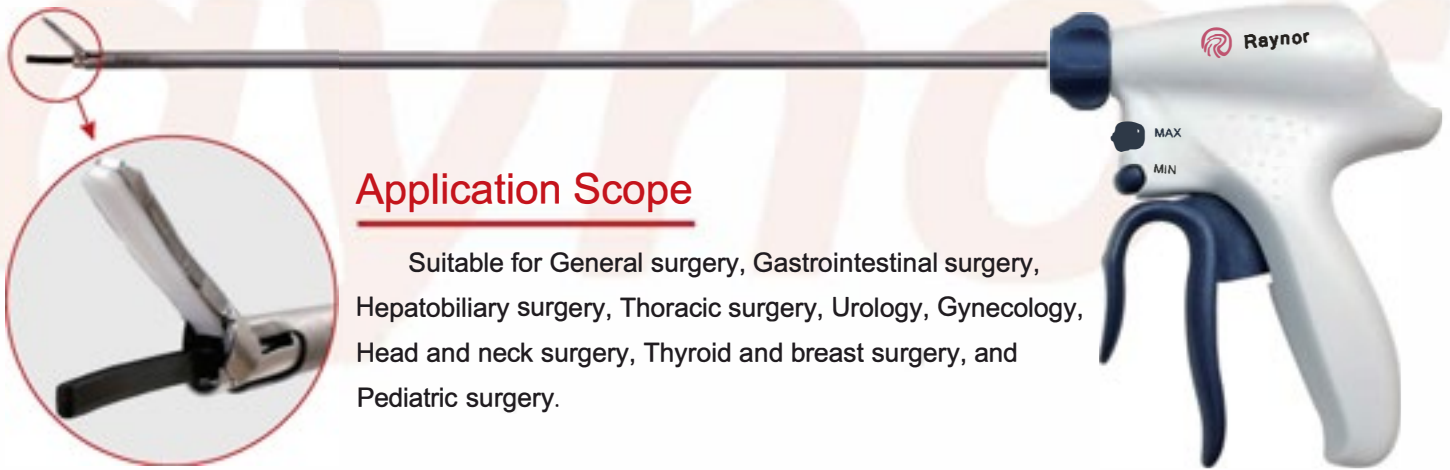 Raynor
MAX
MIN
Application Scope
Suitable for General surgery, Gastrointestinal surgery,
Hepatobiliary surgery, Thoracic surgery, Urology, Gynecology,
Head and neck surgery, Thyroid and breast surgery, and
Pediatric surgery.